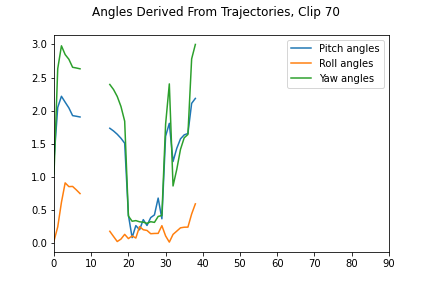 Angles Derived From Trajectories, Clip 70
Pitch angles
Roll angles
Yaw angles
3.0
2.5
2.0
1.5
1.0
0.5
0.0
0 10 20 30 40 50 60 70 80 90